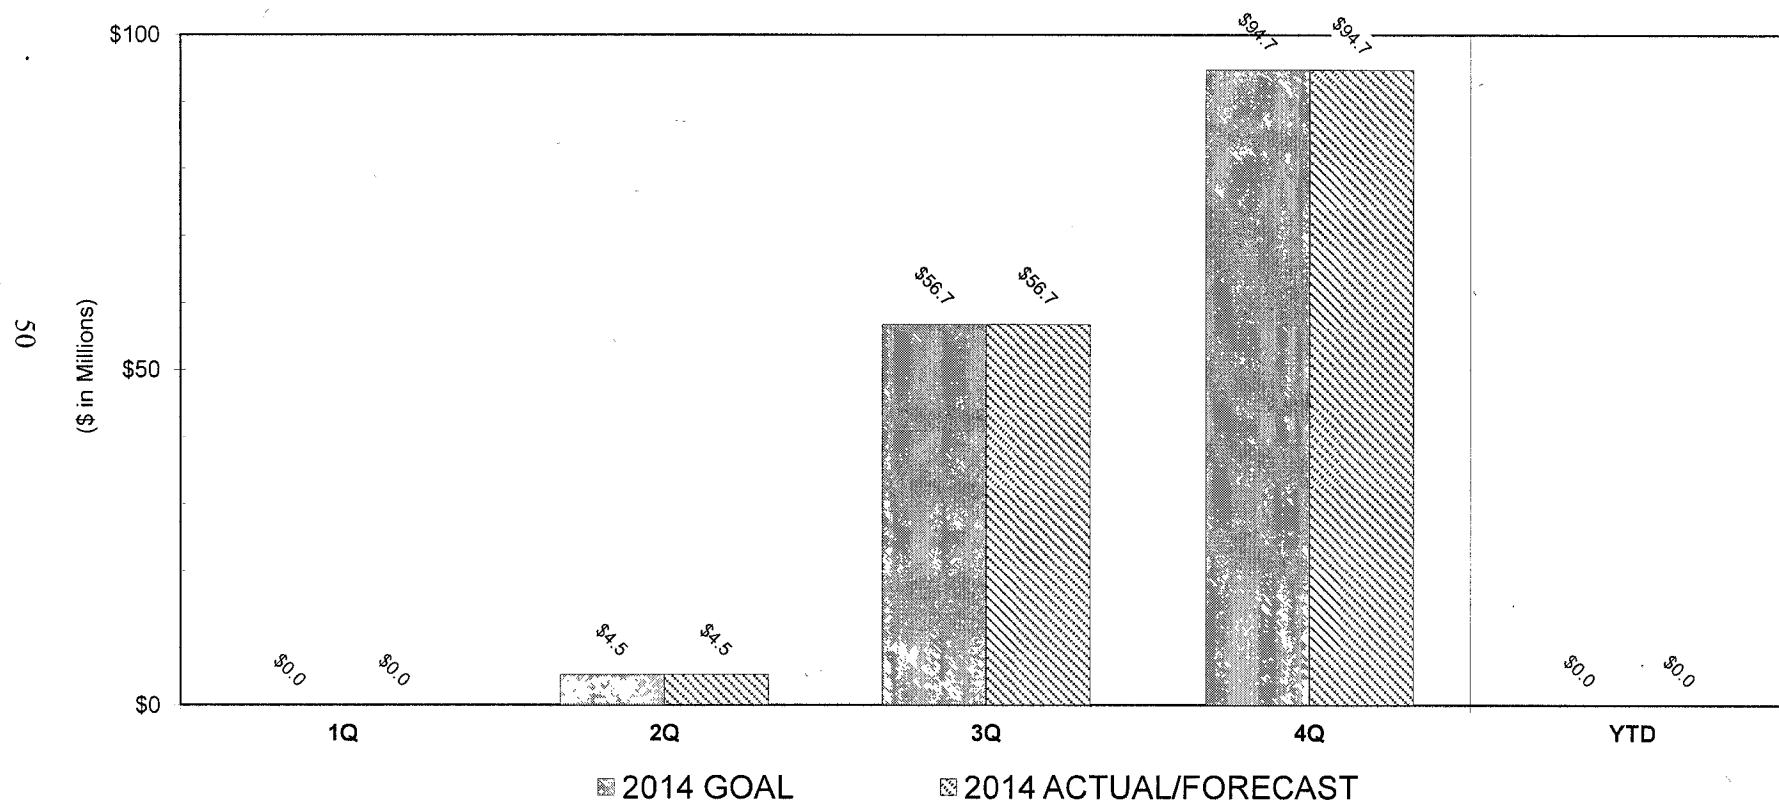 $100
$94.7
$94.7
$56.7
$56.7
50
($ in Millions)
$50
$4.5
$4.5
$0.0
$0.0
$0.0
$0.0
$0
1Q
2Q
3Q
4Q
YTD
2014 GOAL
2014 ACTUAL/FORECAST